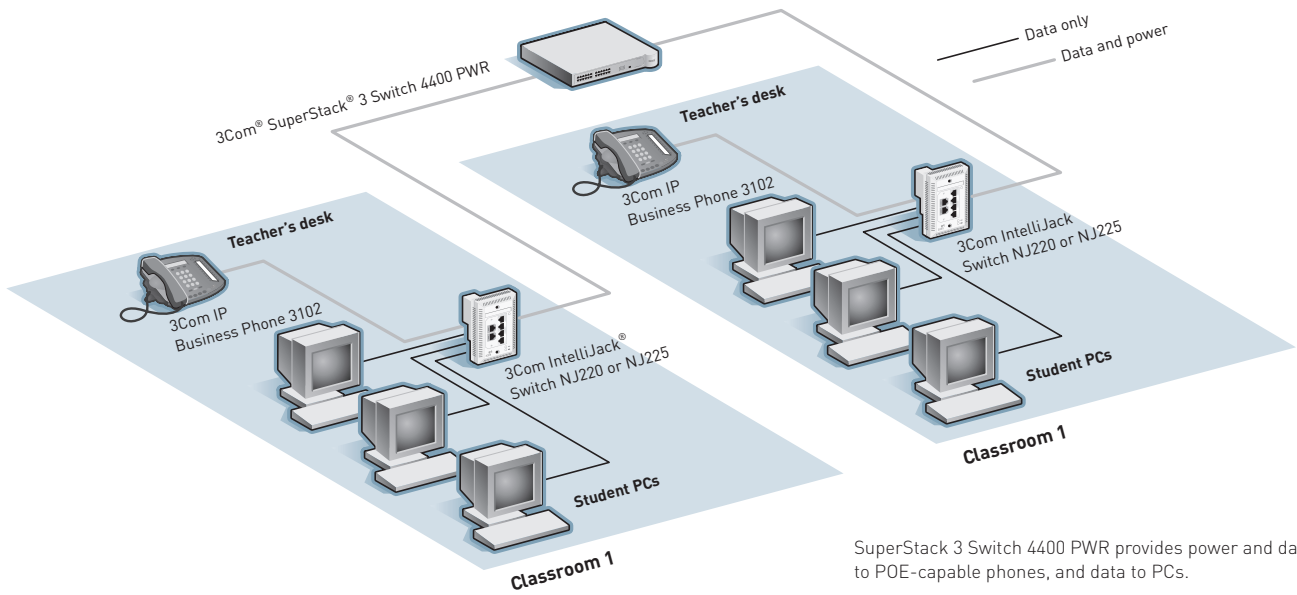 Data only
Data and power
3Com® SuperStack® 3 Switch 4400 PWR
Teacher's desk
3Com IP
Business Phone 3102
3Com IntelliJack
Switch NJ220 or NJ225
Student PCs
Classroom 1
Teacher's desk
3Com IP
Business Phone 3102
3Com IntelliJack®
Switch NJ220 or NJ225
Student PCs
Classroom 1
SuperStack 3 Switch 4400 PWR provides power and da
to POE-capable phones, and data to PCs.